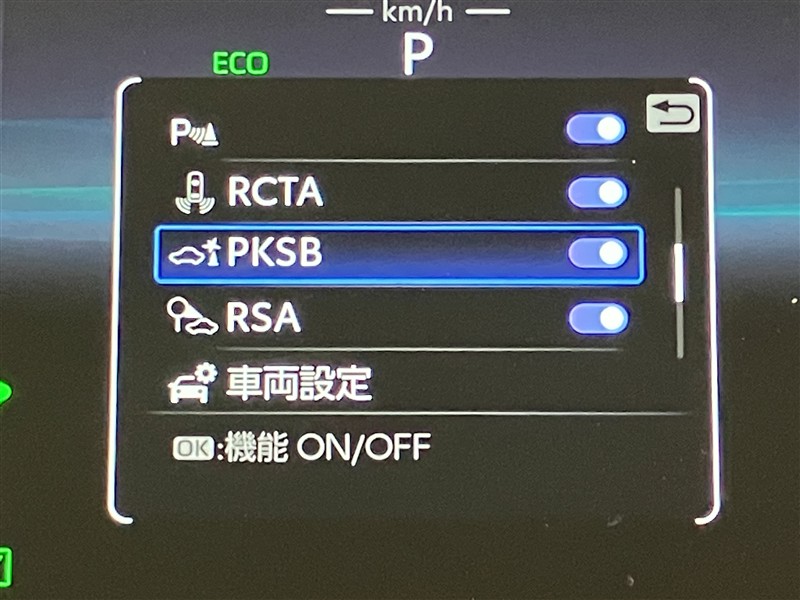 km/h
ECO
P
P
RCTA
PKSB
RSA
車両設定
OK:機能 ON/OFF